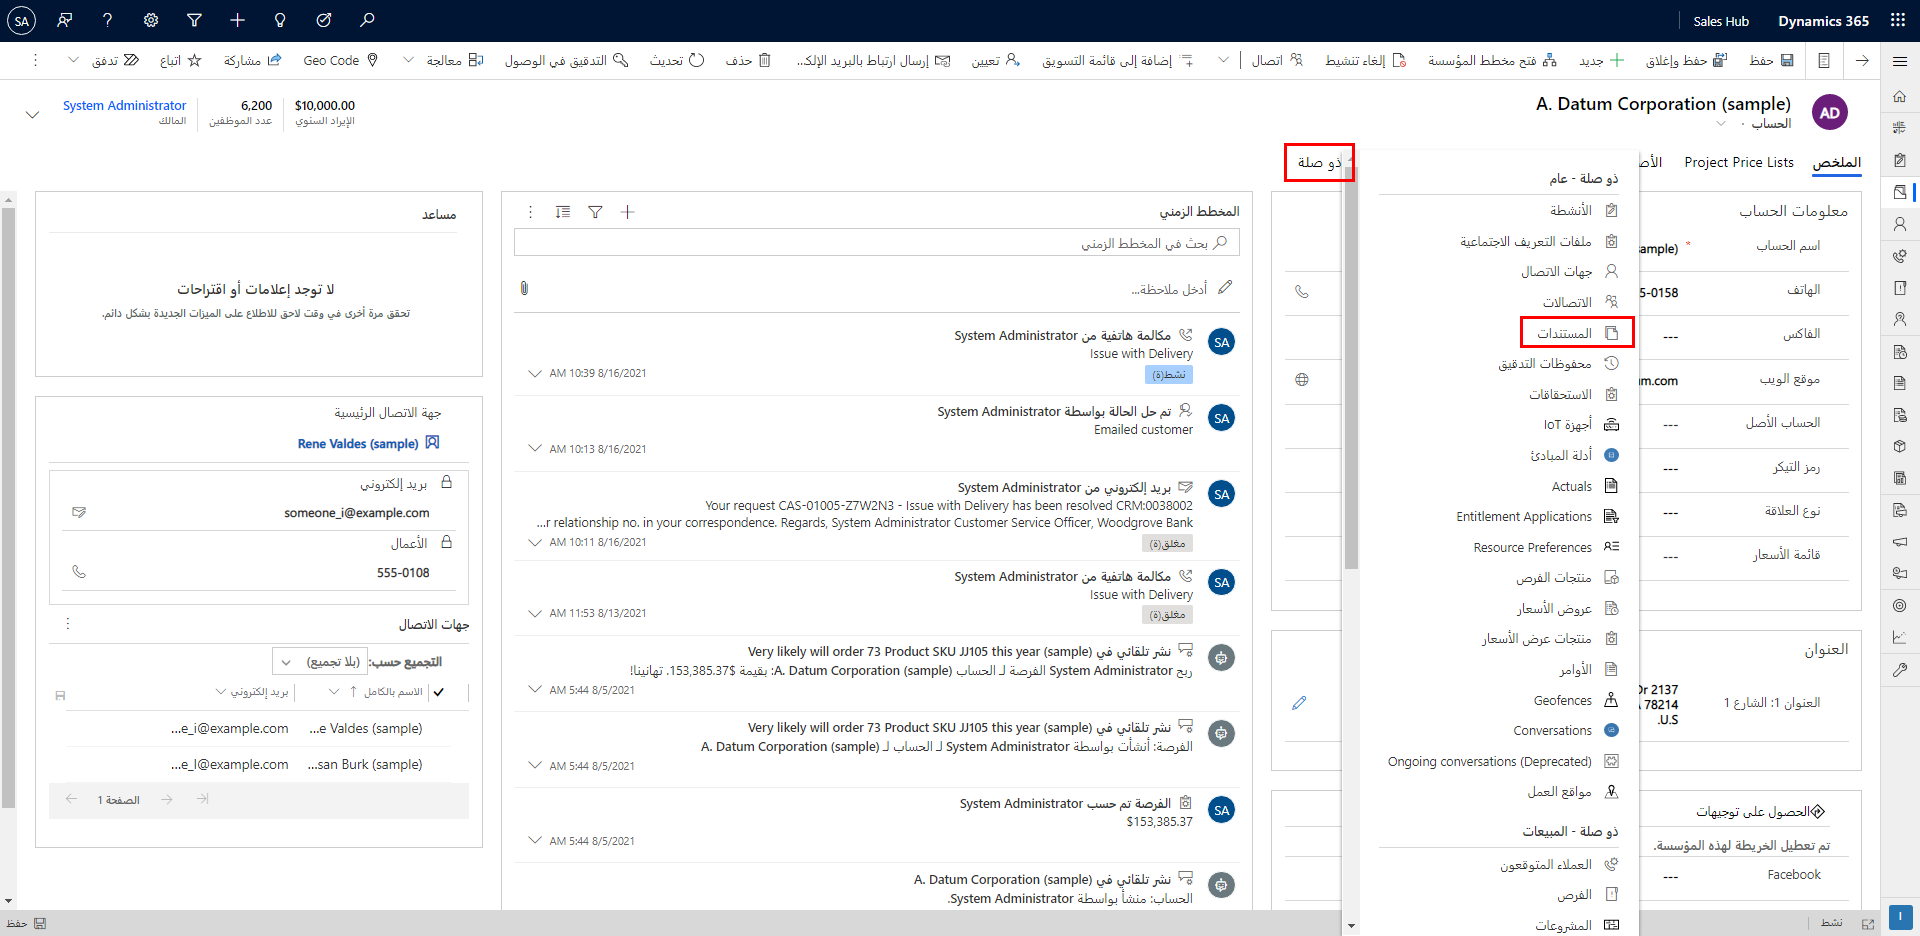 Dynamics 365
Sales Hub
SA
حفظ
حفظ وإغلاق
جديد
فتح مخطط المؤسسة
إلغاء تنشيط
اتصال
إضافة إلى قائمة التسويق
تعيين
إرسال ارتباط بالبريد الإلك...
حذف
تحديث
التدقيق في الوصول
معالجة
Geo Code
مشاركة
اتباع
تدفق
AD
A. Datum Corporation (sample)
الحساب ·
$10,000.00
الإيراد السنوي
6,200
عدد الموظفين
System Administrator
المالك
الملخص
Project Price Lists
الأص
ذو صلة
معلومات الحساب
اسم الحساب
* ample)
الهاتف
5-0158
الفاكس
---
موقع الويب
um.com
الحساب الأصل
---
رمز التيكر
---
نوع العلاقة
---
قائمة الأسعار
---
العنوان
العنوان 1: الشارع 1
2137 Dr
78214
U.S.
الحصول على توجيهات
تم تعطيل الخريطة لهذه المؤسسة.
Facebook
---
ذو صلة - عام
الأنشطة
ملفات التعريف الاجتماعية
جهات الاتصال
الاتصالات
المستندات
محفوظات التدقيق
الاستحقاقات
أجهزة IoT
أدلة المبادئ
Actuals
Entitlement Applications
Resource Preferences
منتجات الفرص
عروض الأسعار
منتجات عرض الأسعار
الأوامر
Geofences
Conversations
Ongoing conversations (Deprecated)
مواقع العمل
ذو صلة - المبيعات
العملاء المتوقعون
الفرص
المشروعات
المخطط الزمني
بحث في المخطط الزمني
أدخل ملاحظة...
SA
مكالمة هاتفية من System Administrator
Issue with Delivery
نشط(ة)
AM 10:39 8/16/2021
SA
تم حل الحالة بواسطة System Administrator
Emailed customer
AM 10:13 8/16/2021
SA
بريد إلكتروني من System Administrator
Your request CAS-01005-Z7W2N3 - Issue with Delivery has been resolved CRM:0038002
...r relationship no. in your correspondence. Regards, System Administrator Customer Service Officer, Woodgrove Bank
مغلق(ة)
AM 10:11 8/16/2021
SA
مكالمة هاتفية من System Administrator
Issue with Delivery
مغلق(ة)
AM 11:53 8/13/2021
نشر تلقائي في Very likely will order 73 Product SKU JJ105 this year (sample)
ربح System Administrator الفرصة لـ الحساب A. Datum Corporation (sample): بقيمة $153,385.37. تهانينا!
AM 5:44 8/5/2021
نشر تلقائي في Very likely will order 73 Product SKU JJ105 this year (sample)
الفرصة: أنشأت بواسطة System Administrator لـ الحساب لـ A. Datum Corporation (sample)
AM 5:44 8/5/2021
SA
الفرصة تم حسب System Administrator
$153,385.37
AM 5:44 8/5/2021
نشر تلقائي في A. Datum Corporation (sample)
الحساب: منشأ بواسطة System Administrator.
مساعد
لا توجد إعلامات أو اقتراحات
تحقق مرة أخرى في وقت لاحق للاطلاع على الميزات الجديدة بشكل دائم.
جهة الاتصال الرئيسية
Rene Valdes (sample)
بريد إلكتروني
someone_i@example.com
الأعمال
555-0108
جهات الاتصال
التجميع حسب: (بلا تجميع)
الاسم بالكامل
بريد إلكتروني
...e Valdes (sample)
...e_i@example.com
...san Burk (sample)
...e_l@example.com
الصفحة 1
نشط
حفظ
I